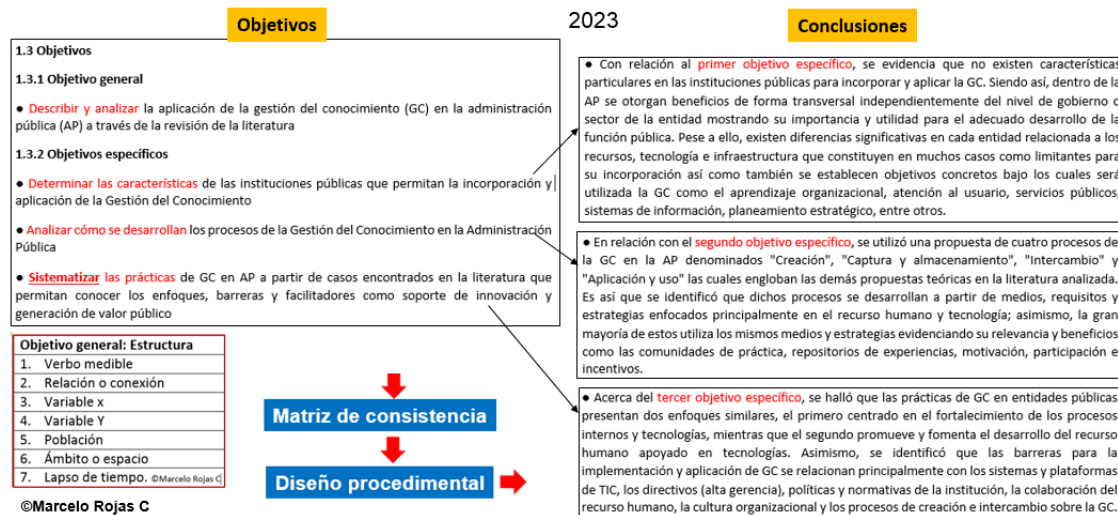 Objetivos
2023
Conclusiones
1.3 Objetivos
1.3.1 Objetivo general
● Describir y analizar la aplicación de la gestión del conocimiento (GC) en la administración
pública (AP) a través de la revisión de la literatura
1.3.2 Objetivos específicos
● Determinar las características de las instituciones públicas que permitan la incorporación y
aplicación de la Gestión del Conocimiento
● Analizar cómo se desarrollan los procesos de la Gestión del Conocimiento en la Administración
Pública
● Sistematizar las prácticas de GC en AP a partir de casos encontrados en la literatura que
permitan conocer los enfoques, barreras y facilitadores como soporte de innovación y
generación de valor público
Objetivo general: Estructura
1. Verbo medible
2. Relación o conexión
3. Variable x
4. Variable Y
5. Población
6. Ámbito o espacio
7. Lapso de tiempo. ©Marcelo Rojas C
©Marcelo Rojas C
Matriz de consistencia
Diseño procedimental
● Con relación al primer objetivo específico, se evidencia que no existen características
particulares en las instituciones públicas para incorporar y aplicar la GC. Siendo así, dentro de la
AP se otorgan beneficios de forma transversal independientemente del nivel de gobierno o
sector de la entidad mostrando su importancia y utilidad para el adecuado desarrollo de la
función pública. Pese a ello, existen diferencias significativas en cada entidad relacionada a los
recursos, tecnología e infraestructura que constituyen en muchos casos como limitantes para
su incorporación así como también se establecen objetivos concretos bajo los cuales será
utilizada la GC como el aprendizaje organizacional, atención al usuario, servicios públicos,
sistemas de información, planeamiento estratégico, entre otros.
● En relación con el segundo objetivo específico, se utilizó una propuesta de cuatro procesos de
la GC en la AP denominados "Creación", "Captura y almacenamiento", "Intercambio" y
"Aplicación y uso" las cuales engloban las demás propuestas teóricas en la literatura analizada.
Es así que se identificó que dichos procesos se desarrollan a partir de medios, requisitos y
estrategias enfocados principalmente en el recurso humano y tecnología; asimismo, la gran
mayoría de estos utiliza los mismos medios y estrategias evidenciando su relevancia y beneficios
como las comunidades de práctica, repositorios de experiencias, motivación, participación e
incentivos.
● Acerca del tercer objetivo específico, se halló que las prácticas de GC en entidades públicas
presentan dos enfoques similares, el primero centrado en el fortalecimiento de los procesos
internos y tecnologías, mientras que el segundo promueve y fomenta el desarrollo del recurso
humano apoyado en tecnologías. Asimismo, se identificó que las barreras para la
implementación y aplicación de GC se relacionan principalmente con los sistemas y plataformas
de TIC, los directivos (alta gerencia), políticas y normativas de la institución, la colaboración del
recurso humano, la cultura organizacional y los procesos de creación e intercambio sobre la GC.